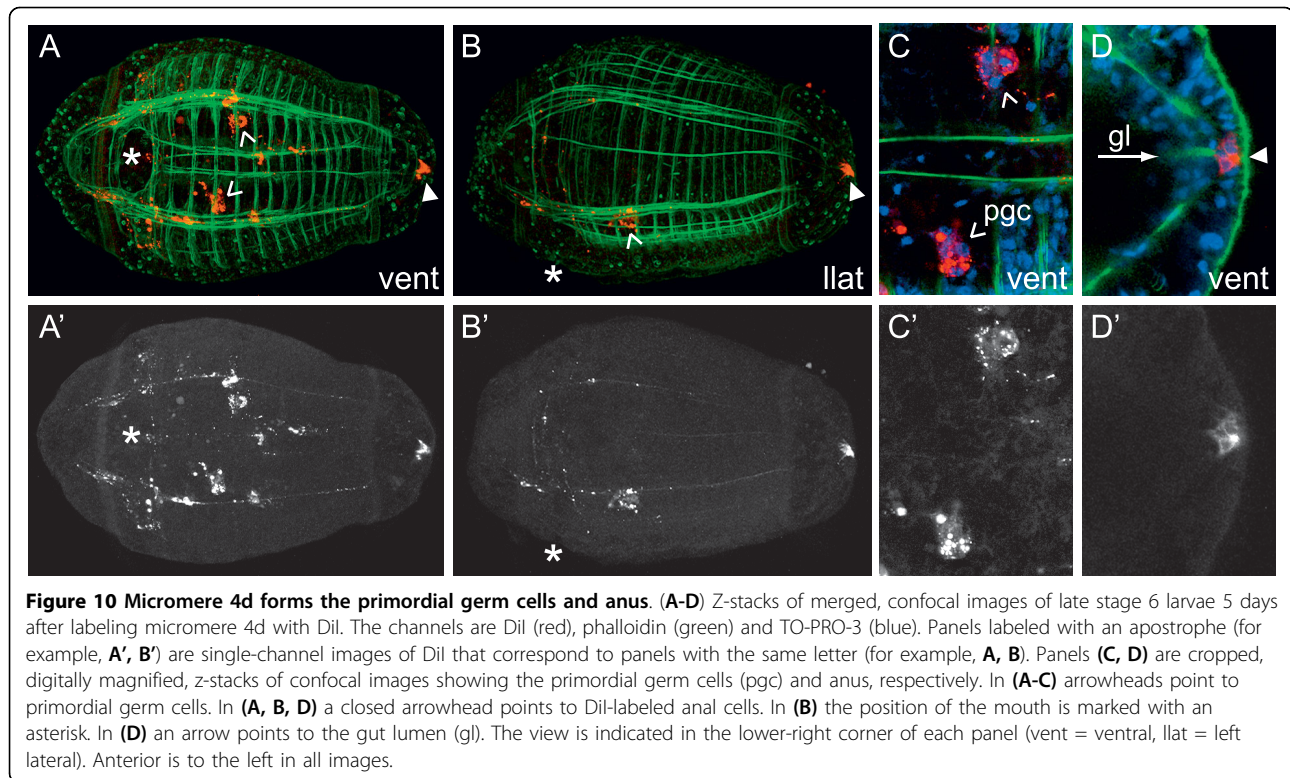 A
vent
*
B
llat
*
C
pgc
vent
D
gl
vent
A’
*
B’
*
C’
D’
Figure 10 Micromere 4d forms the primordial germ cells and anus. (A-D) Z-stacks of merged, confocal images of late stage 6 larvae 5 days
after labeling micromere 4d with DiI. The channels are DiI (red), phalloidin (green) and TO-PRO-3 (blue). Panels labeled with an apostrophe (for
example, A’, B’) are single-channel images of DiI that correspond to panels with the same letter (for example, A, B). Panels (C, D) are cropped,
digitally magnified, z-stacks of confocal images showing the primordial germ cells (pgc) and anus, respectively. In (A-C) arrowheads point to
primordial germ cells. In (A, B, D) a closed arrowhead points to DiI-labeled anal cells. In (B) the position of the mouth is marked with an
asterisk. In (D) an arrow points to the gut lumen (gl). The view is indicated in the lower-right corner of each panel (vent = ventral, llat = left
lateral). Anterior is to the left in all images.